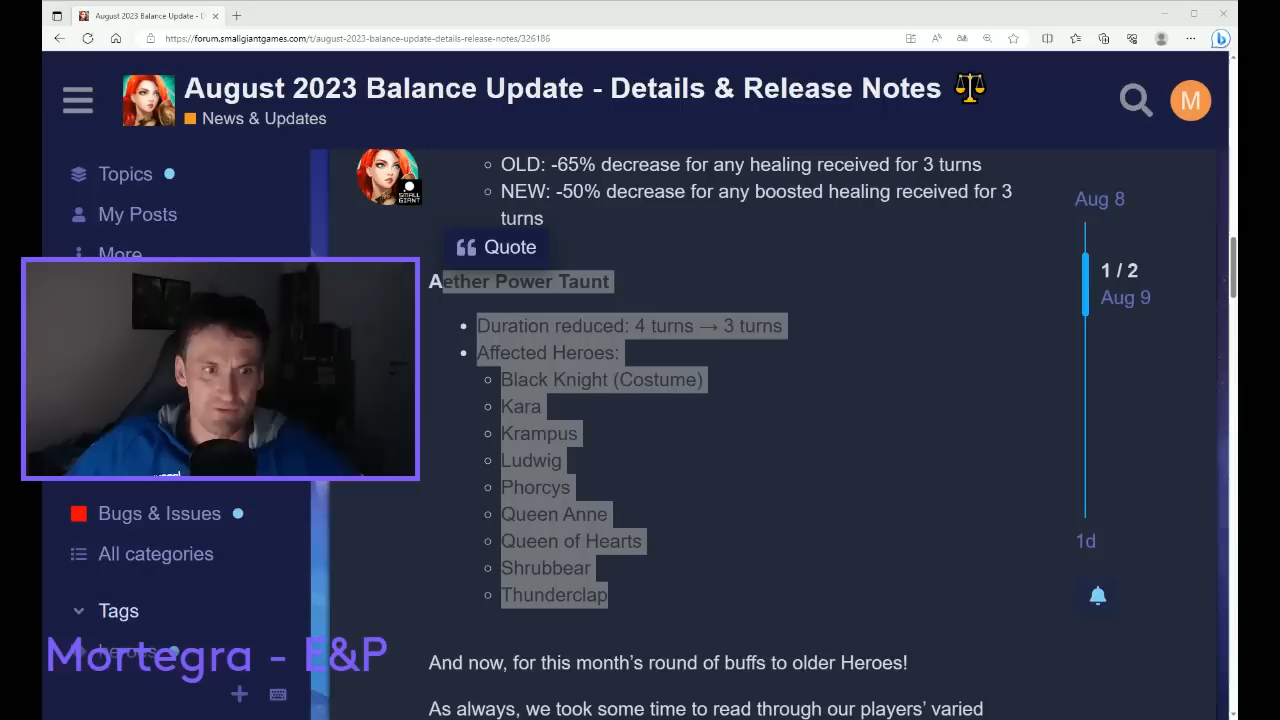 August 2023 Balance Update - D
https://forum.smallgiantgames.com/t/august-2023-balance-update-details-release-notes/326186
August 2023 Balance Update - Details & Release Notes
News & Updates
M
Topics
My Posts
More
Bugs & Issues
All categories
Tags
heroes
Mortegra - E&P
SMALL GIANT
OLD: -65% decrease for any healing received for 3 turns
NEW: -50% decrease for any boosted healing received for 3
turns
Quote
Aether Power Taunt
Duration reduced: 4 turns → 3 turns
Affected Heroes:
Black Knight (Costume)
Kara
Krampus
Ludwig
Phorcys
Queen Anne
Queen of Hearts
Shrubbear
Thunderclap
And now, for this month’s round of buffs to older Heroes!
As always, we took some time to read through our players’ varied
Aug 8
1 / 2
Aug 9
1d